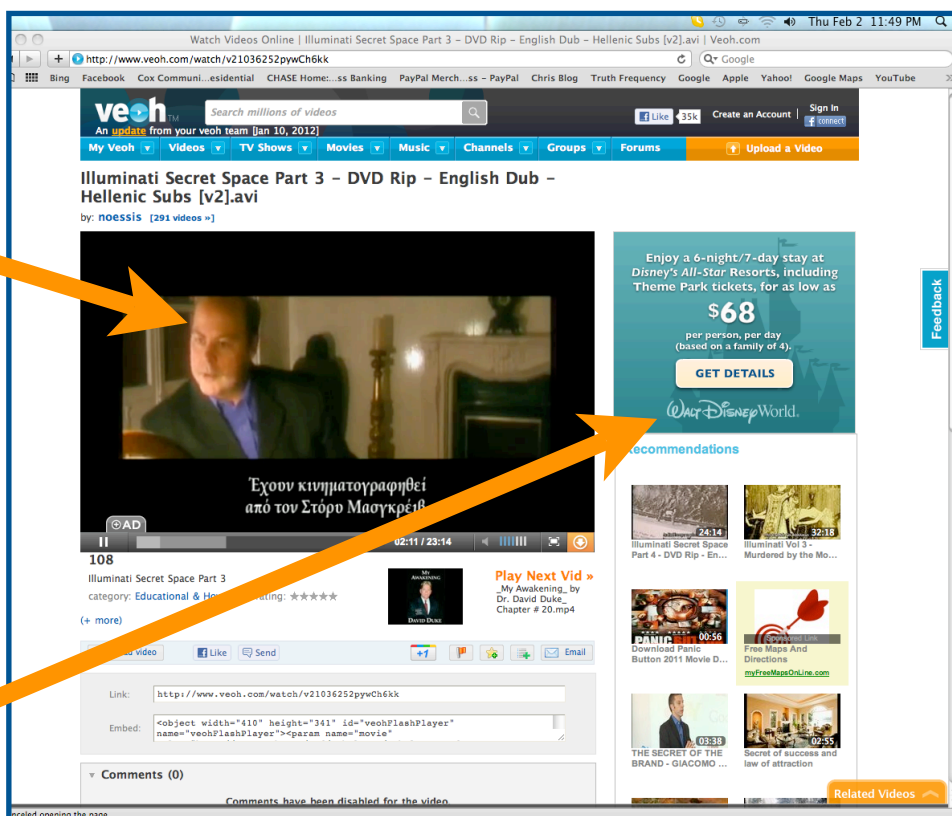 Thu Feb 2 11:49 PM
Watch Videos Online | Illuminati Secret Space Part 3 – DVD Rip – English Dub – Hellenic Subs [v2].avi | Veoh.com
http://www.veoh.com/watch/v21036252pywCh6kk
Google
Bing Facebook Cox Communi...esidential CHASE Home:...ss Banking PayPal Merch...ss – PayPal Chris Blog Truth Frequency Google Apple Yahoo! Google Maps YouTube
veoh TM
Search millions of videos
Like 35k Create an Account | Sign In
connect
An update from your veoh team [Jan 10, 2012]
My Veoh Videos TV Shows Movies Music Channels Groups Forums Upload a Video
Illuminati Secret Space Part 3 – DVD Rip – English Dub –
Hellenic Subs [v2].avi
by: noessis [291 videos »]
Έχουν κινηματογραφηθεί
από τον Στόρυ Μασγκρέιβ
AD
02:11 / 23:14
108
Illuminati Secret Space Part 3
category: Educational &
(+ more)
MY
AWAKENING
DAVID DUKE
Play Next Vid »
_My Awakening_ by
Dr. David Duke_
Chapter # 20.mp4
video Like Send +1 Email
Link: http://www.veoh.com/watch/v21036252pywCh6kk
Embed: <object width="410" height="341" id="veohFlashPlayer"
name="veohFlashPlayer"><param name="movie"
Comments (0)
Comments have been disabled for the video
Enjoy a 6-night/7-day stay at
Disney's All-Star Resorts, including
Theme Park tickets, for as low as
$68
per person, per day
(based on a family of 4).
GET DETAILS
Walt Disney World.
Feedback
Recommendations
24:14
Illuminati Secret Space
Part 4 - DVD Rip - En...
32:18
Illuminati Vol 3 -
Murdered by the Mo...
PANIC BUTTON
00:56
Download Panic
Button 2011 Movie D...
Sponsored Link
Free Maps And
Directions
myFreeMapsOnLine.com
03:38
THE SECRET OF THE
BRAND - GIACOMO ...
02:55
Secret of success and
law of attraction
Related Videos
opening the page